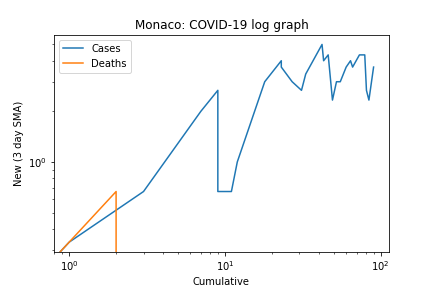 Monaco: COVID-19 log graph
Cases
Deaths
New (3 day SMA)
10⁰
10⁰
10¹
10²
Cumulative